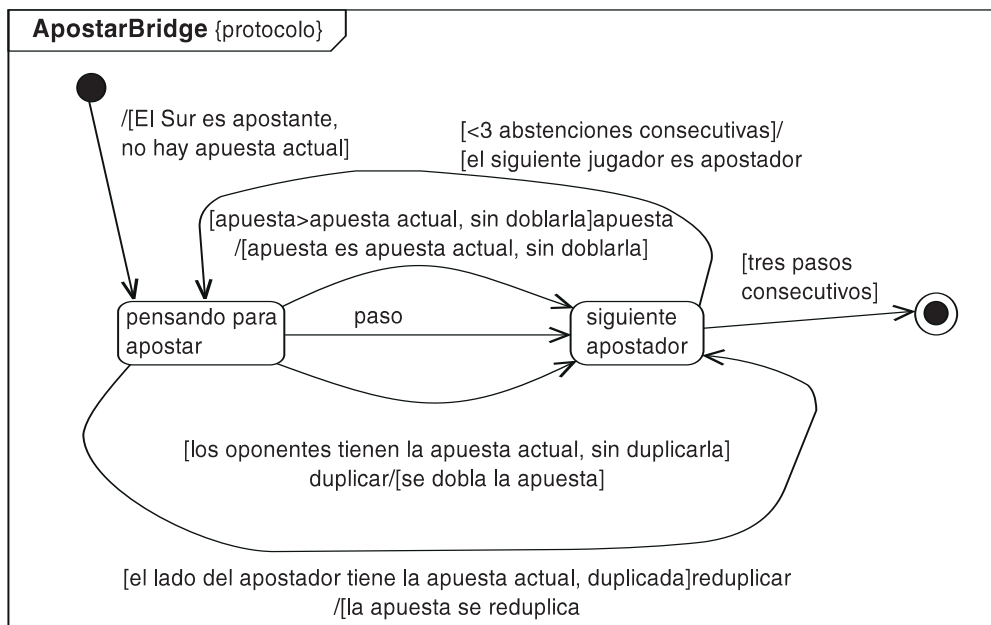 ApostarBridge {protocolo}
/[El Sur es apostante,
no hay apuesta actual]
[<3 abstenciones consecutivas]/
[el siguiente jugador es apostador
[apuesta>apuesta actual, sin doblarla]apuesta
/[apuesta es apuesta actual, sin doblarla]
[tres pasos
consecutivos]
pensando para
apostar
paso
siguiente
apostador
[los oponentes tienen la apuesta actual, sin duplicarla]
duplicar/[se dobla la apuesta]
[el lado del apostador tiene la apuesta actual, duplicada]reduplicar
/[la apuesta se reduplica